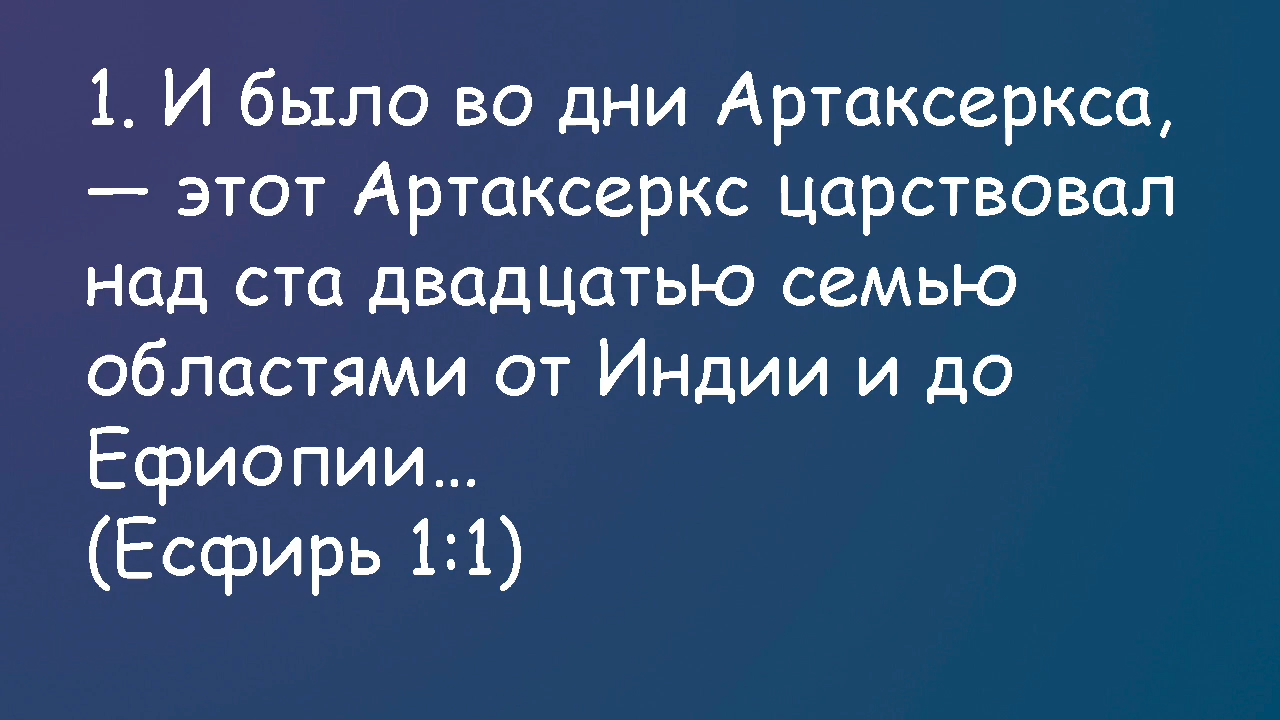 1. И было во дни Артаксеркса,
— этот Артаксеркс царствовал
над ста двадцатью семью
областями от Индии и до
Ефиопии...
(Есфирь 1:1)